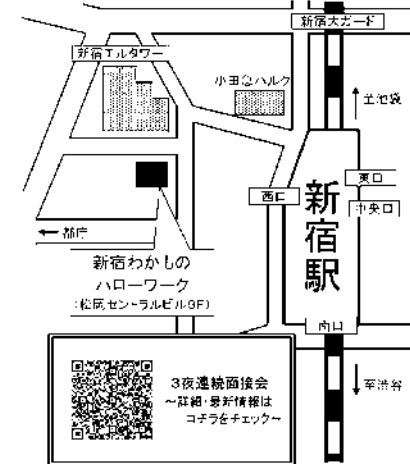 新宿大ガード
新宿エルタワー
小田急ハルク
至池袋
東口
西口
中央口
新宿駅
都庁
新宿わかもの
ハローワーク
(松岡セントラルビル9F)
南口
3夜連続面接会
～詳細・最新情報は
コチラをチェック～
至渋谷